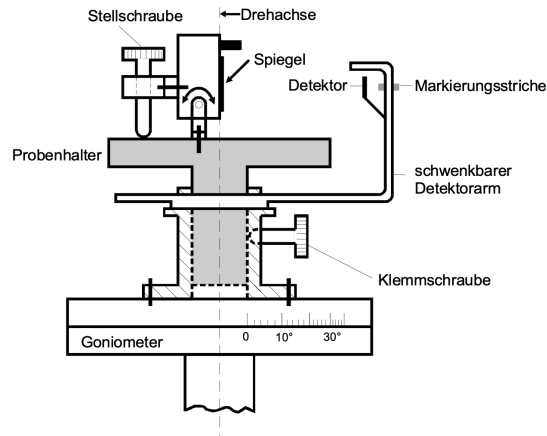 Stellschraube
Drehachse
Spiegel
Detektor
Markierungsstriche
Probenhalter
schwenkbarer
Detektorarm
Klemmschraube
Goniometer
0 10° 30°